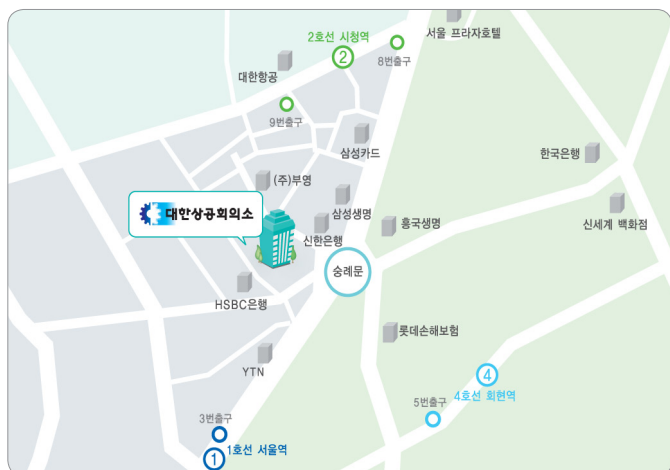 서울 프라자호텔
2호선 시청역
2
8번출구
대한항공
9번출구
삼성카드
한국은행
(주)부영
삼성생명
대한상공회의소
신한은행
흥국생명
신세계 백화점
숭례문
HSBC은행
롯데손해보험
YTN
4
4호선 회현역
5번출구
3번출구
1호선 서울역
1